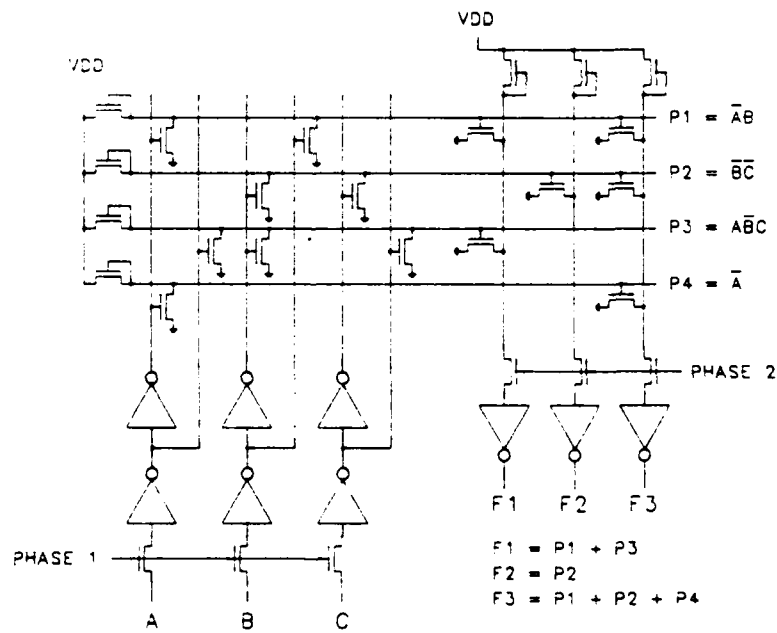 VDD
VDD
P1 = A̅B
P2 = B̅C̅
P3 = AB̅C
P4 = A̅
PHASE 2
F1 F2 F3
PHASE 1
F1 = P1 + P3
F2 = P2
F3 = P1 + P2 + P4
A B C